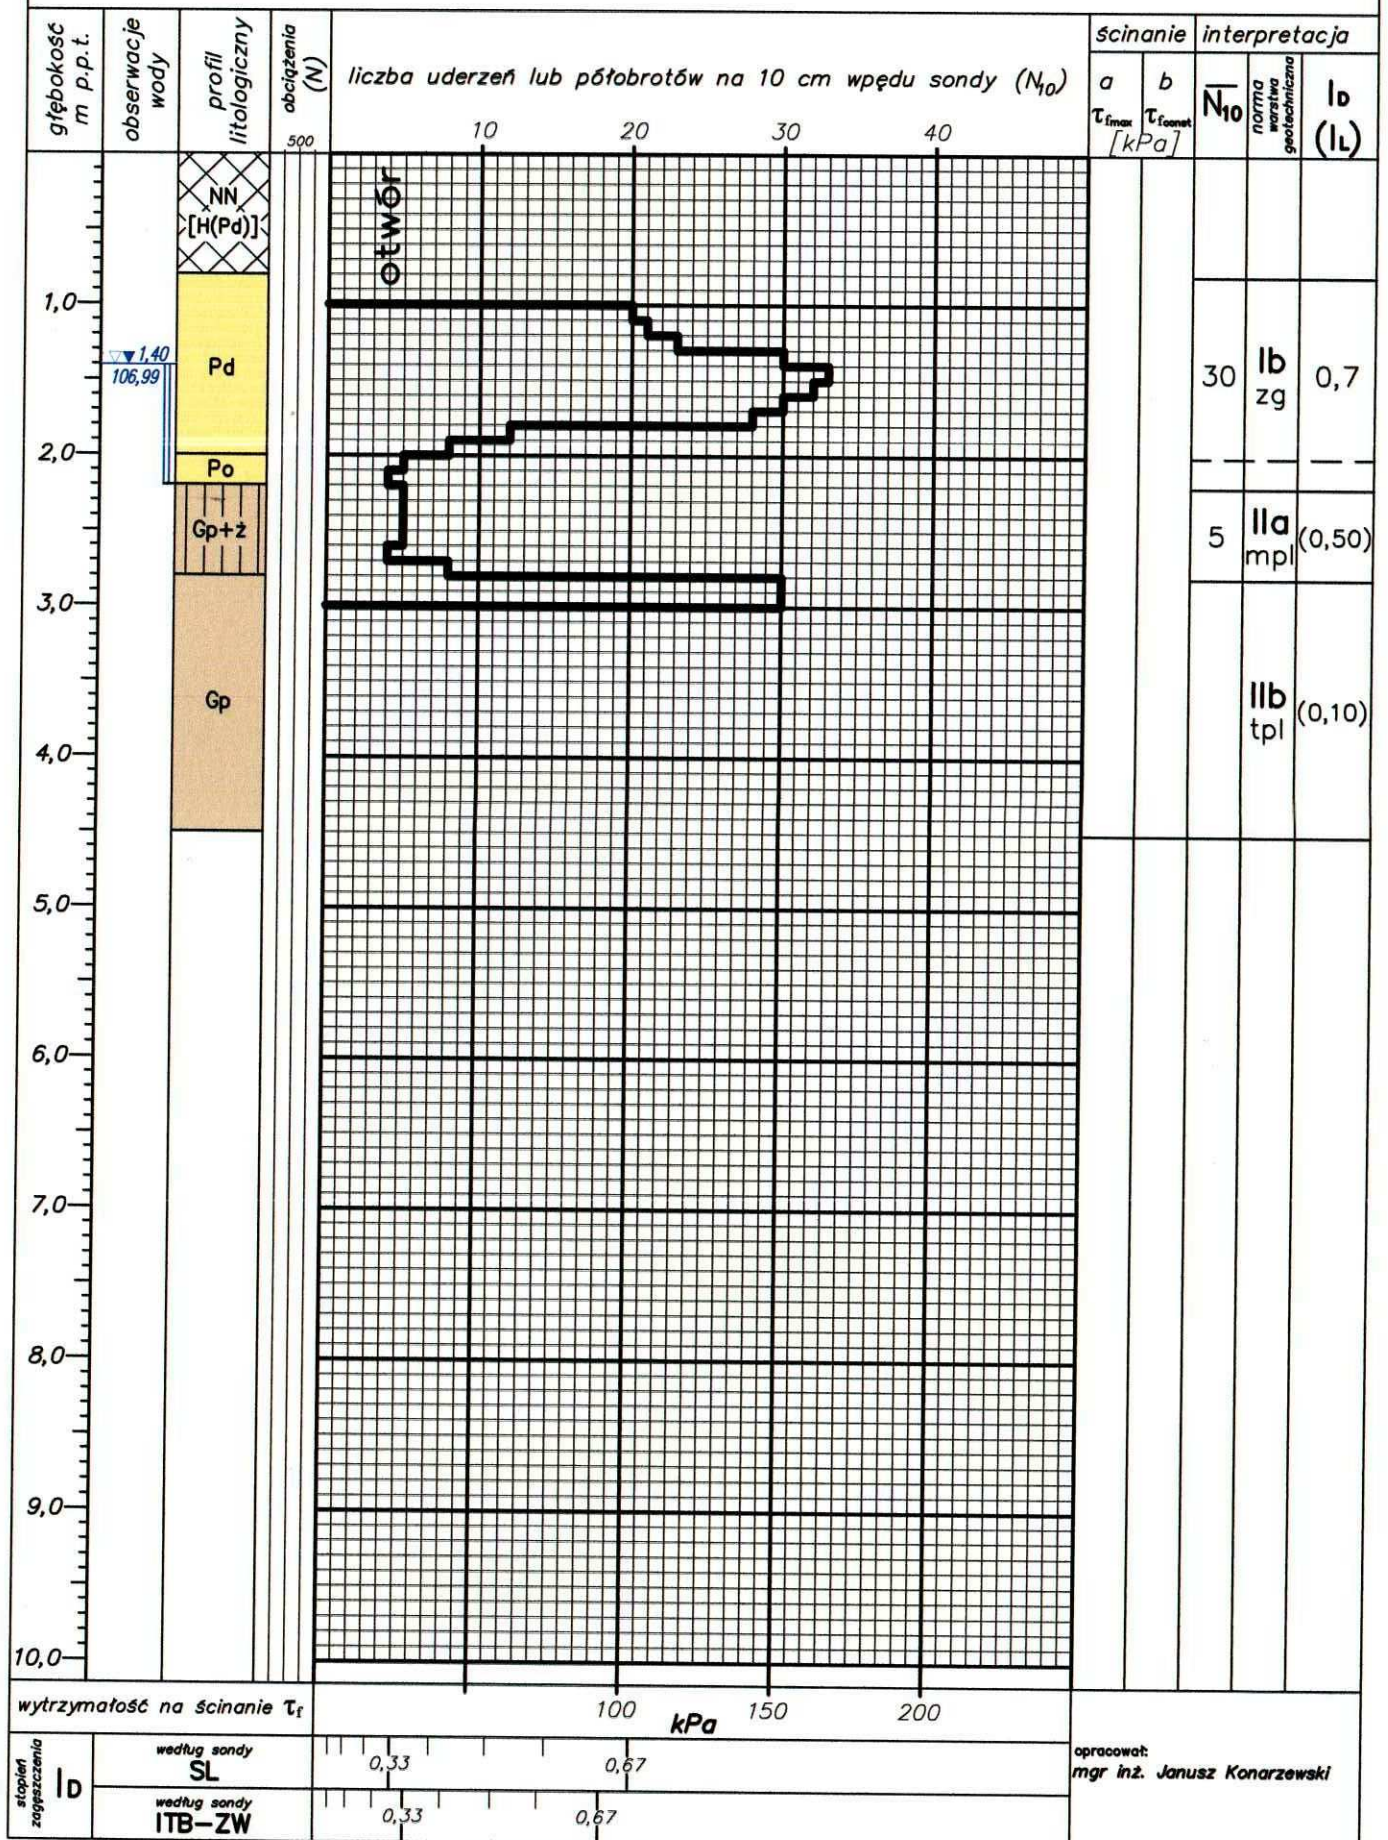 głębokość
m p.p.t.
obserwacje
wody
profil
litologiczny
obciążenia
(N)
500
liczba uderzeń lub półobrotów na 10 cm wpędu sondy (N10)
10 20 30 40
ścinanie
a b
τfmax τfconst
[kPa]
interpretacja
N10
norma
warstwa
geotechniczna
ID
(IL)
otwór
NN
[H(Pd)]
1,0
1,40
106,99
Pd
30 Ib 0,7
zg
2,0
Po
Gp+ż
5 IIa (0,50)
mpl
3,0
Gp
IIb (0,10)
tpl
4,0
5,0
6,0
7,0
8,0
9,0
10,0
wytrzymałość na ścinanie τf
100 kPa 150 200
stopień
zagęszczenia
ID
według sondy
SL
0,33 0,67
według sondy
ITB-ZW
0,33 0,67
opracował:
mgr inż. Janusz Konarzewski